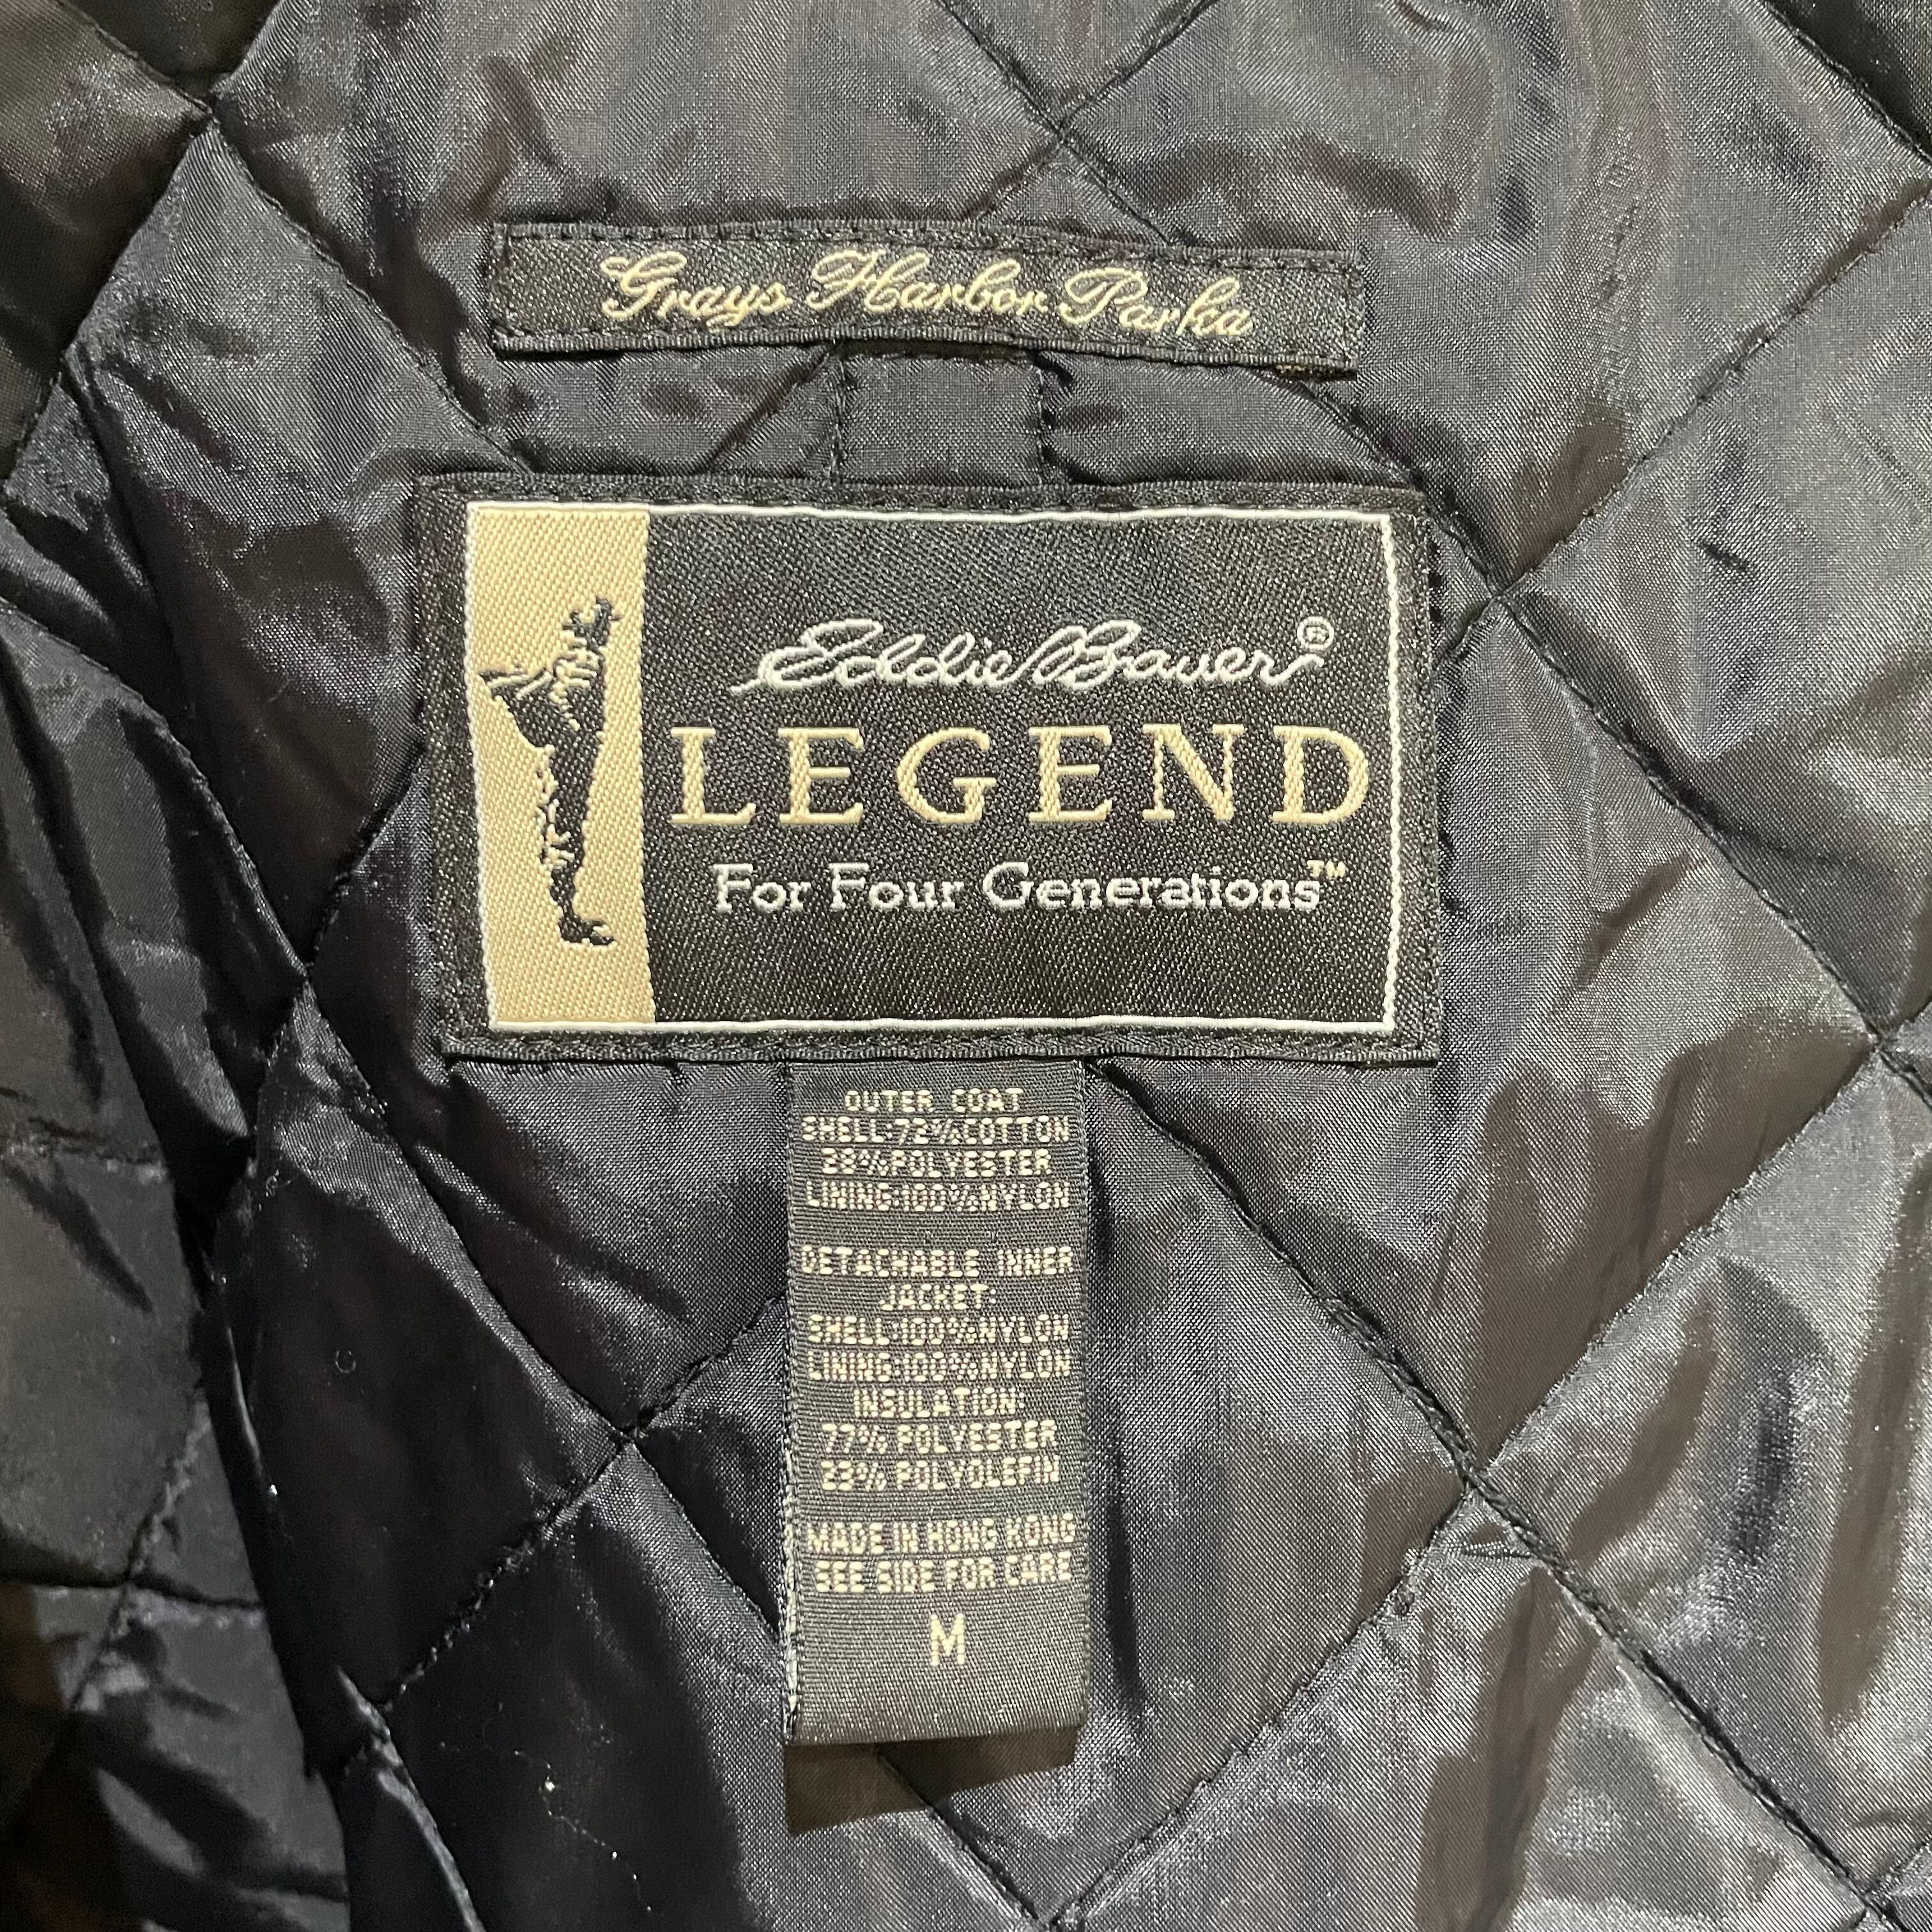 Grays Harbor Parka
Eddie Bauer®
LEGEND
For Four Generations™
OUTER COAT
SHELL-72%COTTON
28%POLYESTER
LINING-100%NYLON
DETACHABLE INNER
JACKET
SHELL-100%NYLON
LINING-100%NYLON
INSULATION
77% POLYESTER
23% POLYOLEFIN
MADE IN HONG KONG
SEE SIDE FOR CARE
M